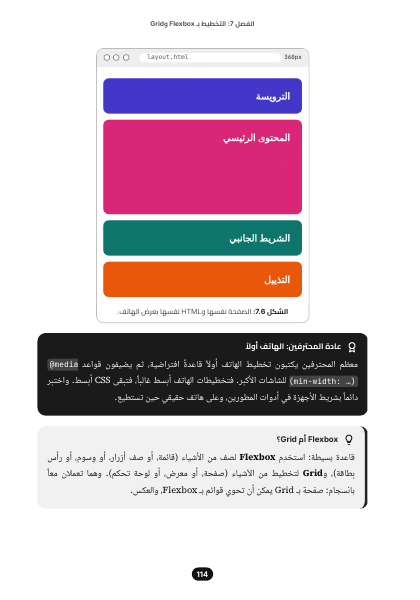 الفصل 7: التخطيط بـ Flexbox وGrid
layout.html
360px
الترويسة
المحتوى الرئيسي
الشريط الجانبي
التذييل
الشكل 7.6: الصفحة نفسها وHTML نفسها بعرض الهاتف.
عادة المحترفين: الهاتف أولاً
معظم المحترفين يكتبون تخطيط الهاتف أولاً قاعدةً افتراضية، ثم يضيفون قواعد @media
(min-width: …) للشاشات الأكبر. فتخطيطات الهاتف أبسط غالباً، فتبقى CSS أبسط. واختبر
دائماً بشريط الأجهزة في أدوات المطورين، وعلى هاتف حقيقي حين تستطيع.
Flexbox أم Grid؟
قاعدة بسيطة: استخدم Flexbox لصف من الأشياء (قائمة، أو صف أزرار، أو وسوم، أو رأس
بطاقة)، وGrid لتخطيط من الأشياء (صفحة، أو معرض، أو لوحة تحكم). وهما تعملان معاً
بانسجام: صفحة بـ Grid يمكن أن تحوي قوائم بـ Flexbox، والعكس.
114